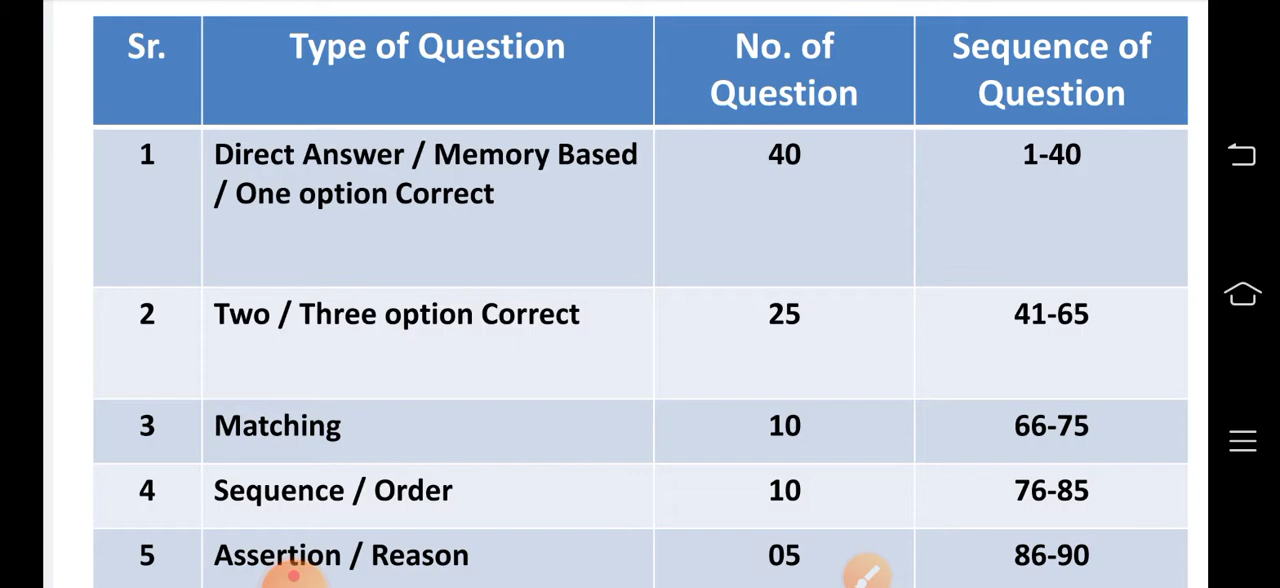 Sr. Type of Question No. of Question Sequence of Question
1 Direct Answer / Memory Based / One option Correct 40 1-40
2 Two / Three option Correct 25 41-65
3 Matching 10 66-75
4 Sequence / Order 10 76-85
5 Assertion / Reason 05 86-90